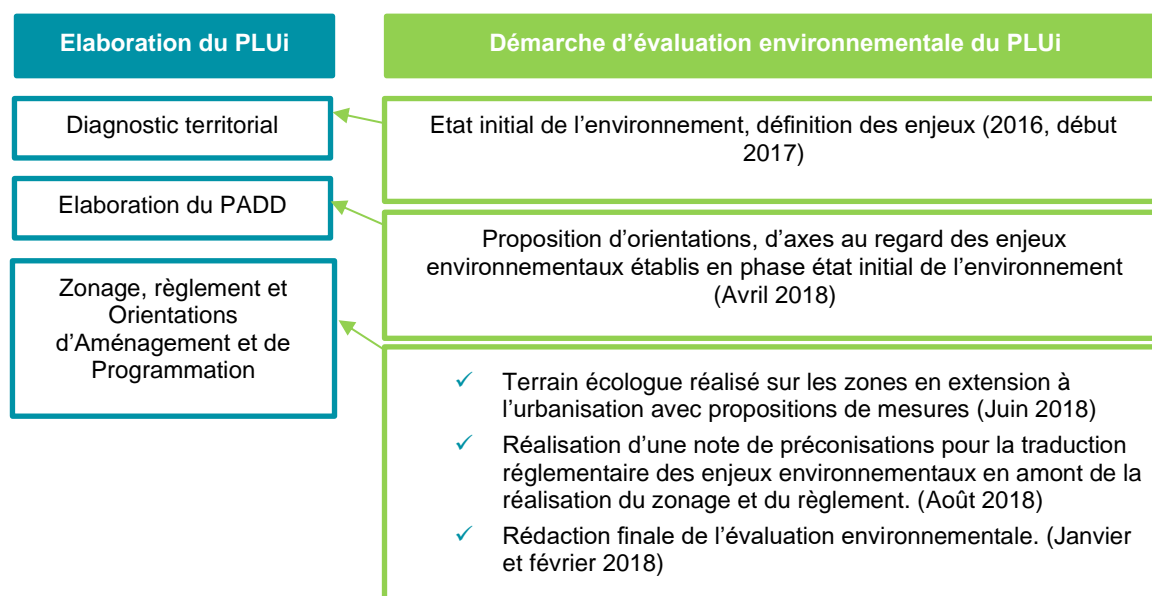 Elaboration du PLUi
Démarche d’évaluation environnementale du PLUi
Diagnostic territorial
Etat initial de l’environnement, définition des enjeux (2016, début
2017)
Elaboration du PADD
Proposition d’orientations, d’axes au regard des enjeux
environnementaux établis en phase état initial de l’environnement
(Avril 2018)
Zonage, règlement et
Orientations
d’Aménagement et de
Programmation
✓ Terrain écologue réalisé sur les zones en extension à
l’urbanisation avec propositions de mesures (Juin 2018)
✓ Réalisation d’une note de préconisations pour la traduction
réglementaire des enjeux environnementaux en amont de la
réalisation du zonage et du règlement. (Août 2018)
✓ Rédaction finale de l’évaluation environnementale. (Janvier
et février 2018)